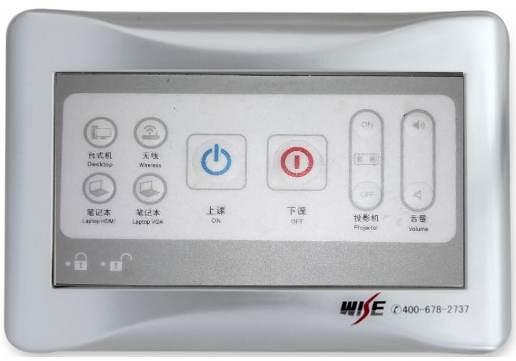 台式机
Desktop
无线
Wireless
笔记本
Laptop HDMI
笔记本
Laptop VGA
上课
ON
下课
OFF
ON
OFF
投影机
Projector
音量
Volume
WISE ✆400-678-2737